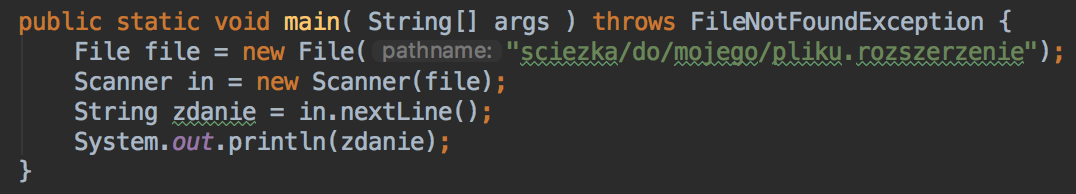 public static void main( String[] args ) throws FileNotFoundException {
File file = new File( pathname: "sciezka/do/mojego/pliku.rozszerzenie");
Scanner in = new Scanner(file);
String zdanie = in.nextLine();
System.out.println(zdanie);
}